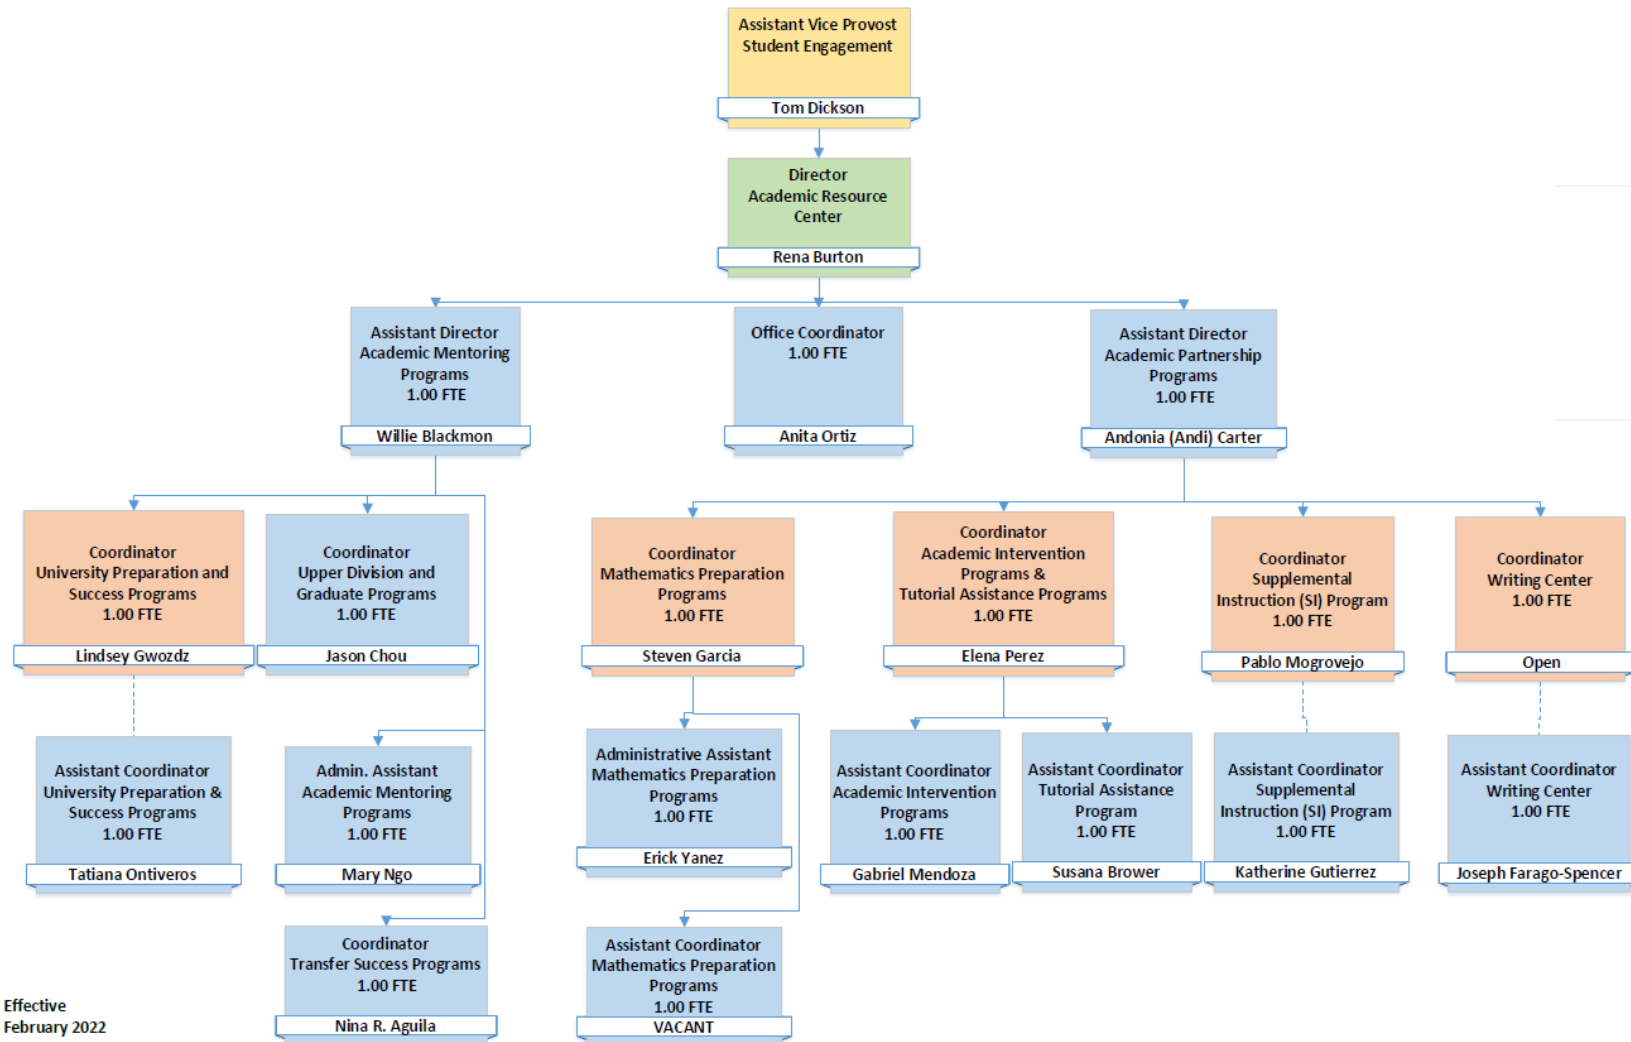 Assistant Vice Provost
Student Engagement
Tom Dickson
Director
Academic Resource
Center
Rena Burton
Assistant Director
Academic Mentoring
Programs
1.00 FTE
Willie Blackmon
Office Coordinator
1.00 FTE
Anita Ortiz
Assistant Director
Academic Partnership
Programs
1.00 FTE
Andonia (Andi) Carter
Coordinator
University Preparation and
Success Programs
1.00 FTE
Lindsey Gwozdz
Coordinator
Upper Division and
Graduate Programs
1.00 FTE
Jason Chou
Coordinator
Mathematics Preparation
Programs
1.00 FTE
Steven Garcia
Coordinator
Academic Intervention
Programs &
Tutorial Assistance Programs
1.00 FTE
Elena Perez
Coordinator
Supplemental
Instruction (SI) Program
1.00 FTE
Pablo Mogrovejo
Coordinator
Writing Center
1.00 FTE
Open
Assistant Coordinator
University Preparation &
Success Programs
1.00 FTE
Tatiana Ontiveros
Admin. Assistant
Academic Mentoring
Programs
1.00 FTE
Mary Ngo
Administrative Assistant
Mathematics Preparation
Programs
1.00 FTE
Erick Yanez
Assistant Coordinator
Academic Intervention
Programs
1.00 FTE
Gabriel Mendoza
Assistant Coordinator
Tutorial Assistance
Program
1.00 FTE
Susana Brower
Assistant Coordinator
Supplemental
Instruction (SI) Program
1.00 FTE
Katherine Gutierrez
Assistant Coordinator
Writing Center
1.00 FTE
Joseph Farago-Spencer
Coordinator
Transfer Success Programs
1.00 FTE
Nina R. Aguila
Assistant Coordinator
Mathematics Preparation
Programs
1.00 FTE
VACANT
Effective
February 2022